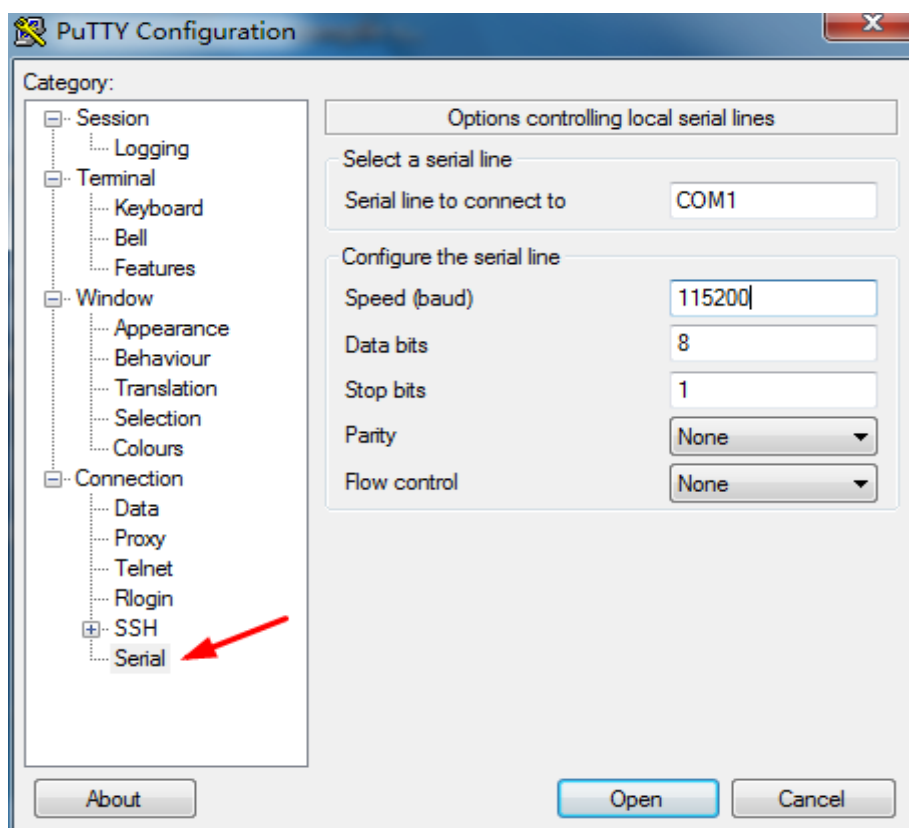 PuTTY Configuration
Category:
Session
Logging
Terminal
Keyboard
Bell
Features
Window
Appearance
Behaviour
Translation
Selection
Colours
Connection
Data
Proxy
Telnet
Rlogin
SSH
Serial
Options controlling local serial lines
Select a serial line
Serial line to connect to COM1
Configure the serial line
Speed (baud) 115200
Data bits 8
Stop bits 1
Parity None
Flow control None
About Open Cancel